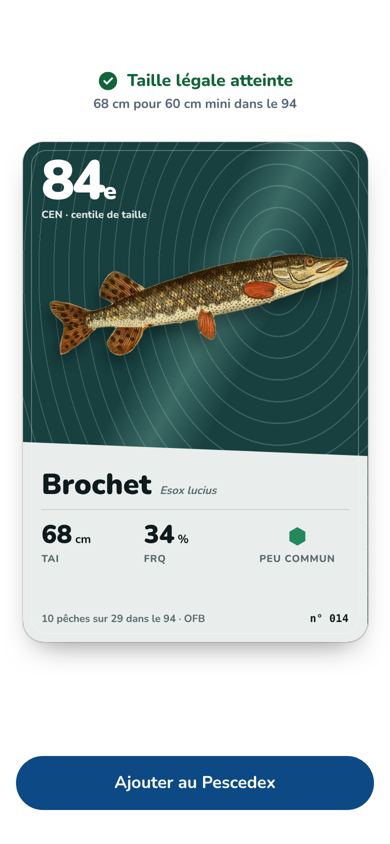 Taille légale atteinte
68 cm pour 60 cm mini dans le 94
84e
CEN · centile de taille
Brochet Esox lucius
68 cm 34 %
TAI FRQ PEU COMMUN
10 pêches sur 29 dans le 94 · OFB n° 014
Ajouter au Pescedex